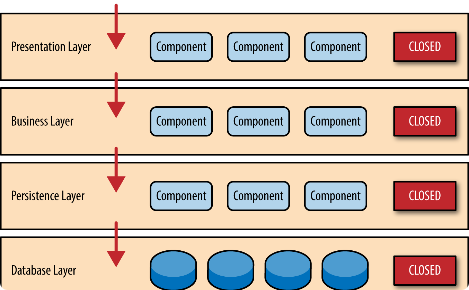 Presentation Layer Component Component Component CLOSED
Business Layer Component Component Component CLOSED
Persistence Layer Component Component Component CLOSED
Database Layer CLOSED